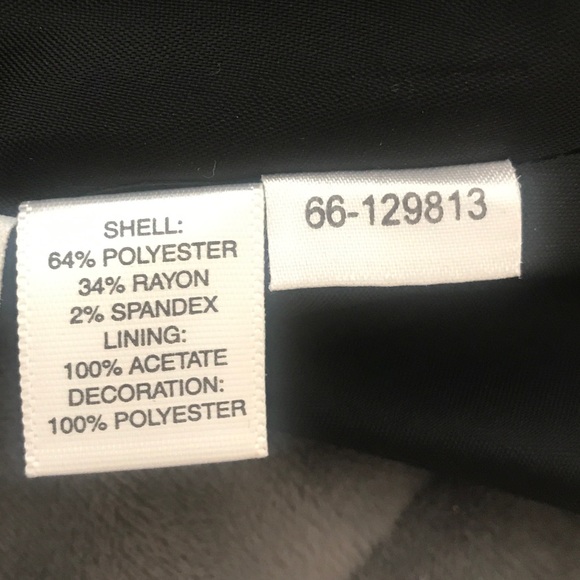 SHELL:
64% POLYESTER
34% RAYON
2% SPANDEX
LINING:
100% ACETATE
DECORATION:
100% POLYESTER
66-129813